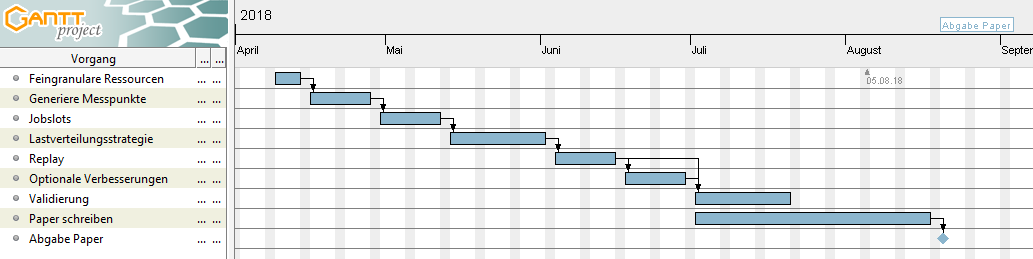 GANTT
project
2018
Abgabe Paper
April
Mai
Juni
Juli
August
Septer
Vorgang ... ...
05.08.18
Feingranulare Ressourcen ... ...
Generiere Messpunkte ... ...
Jobslots ... ...
Lastverteilungsstrategie ... ...
Replay ... ...
Optionale Verbesserungen ... ...
Validierung ... ...
Paper schreiben ... ...
Abgabe Paper ... ...